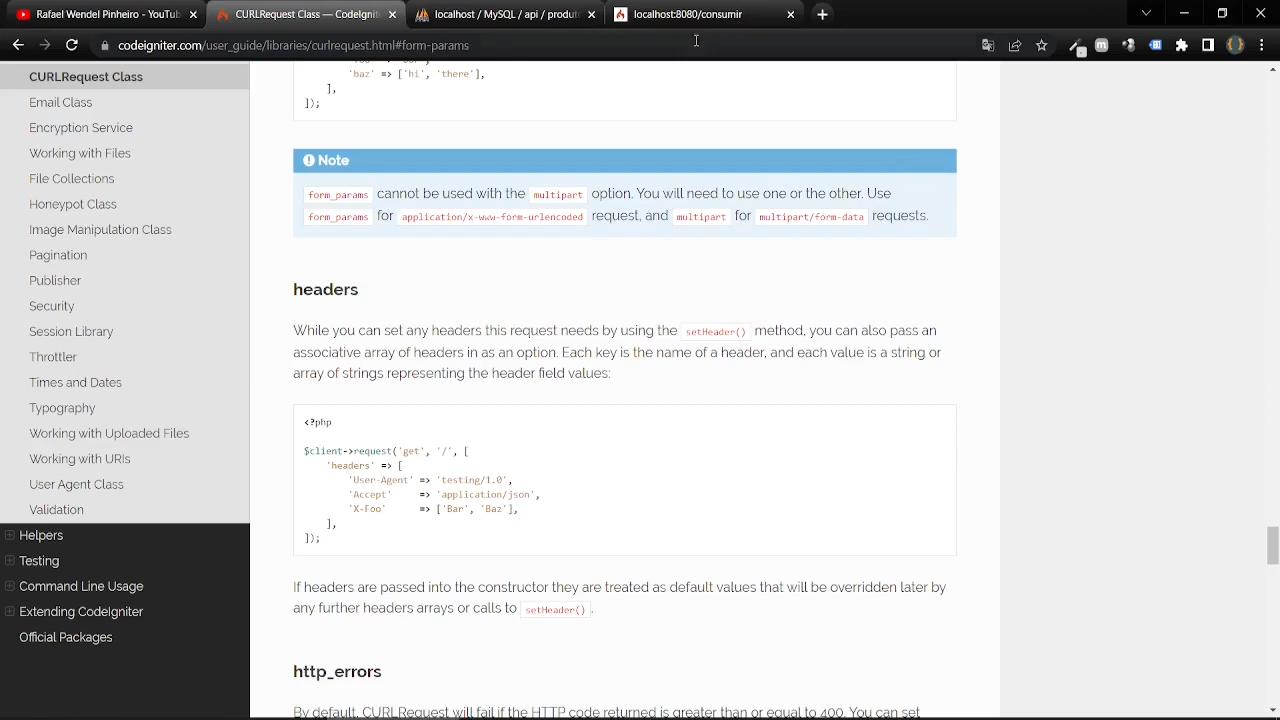 Rafael Wendel Pinheiro - YouTube
CURLRequest Class — CodeIgnite
localhost / MySQL / api / produto
localhost:8080/consumir
codeigniter.com/user_guide/libraries/curlrequest.html#form-params
CURLRequest Class
Email Class
Encryption Service
Working with Files
File Collections
Honeypot Class
Image Manipulation Class
Pagination
Publisher
Security
Session Library
Throttler
Times and Dates
Typography
Working with Uploaded Files
Working with URIs
User Agent Class
Validation
Helpers
Testing
Command Line Usage
Extending CodeIgniter
Official Packages
'baz' => ['hi', 'there'],
],
]);
Note
form_params cannot be used with the multipart option. You will need to use one or the other. Use
form_params for application/x-www-form-urlencoded request, and multipart for multipart/form-data requests.
headers
While you can set any headers this request needs by using the setHeader() method, you can also pass an
associative array of headers in as an option. Each key is the name of a header, and each value is a string or
array of strings representing the header field values:
<?php
$client->request('get', '/', [
'headers' => [
'User-Agent' => 'testing/1.0',
'Accept' => 'application/json',
'X-Foo' => ['Bar', 'Baz'],
],
]);
If headers are passed into the constructor they are treated as default values that will be overridden later by
any further headers arrays or calls to setHeader().
http_errors
By default, CURLRequest will fail if the HTTP code returned is greater than or equal to 400. You can set